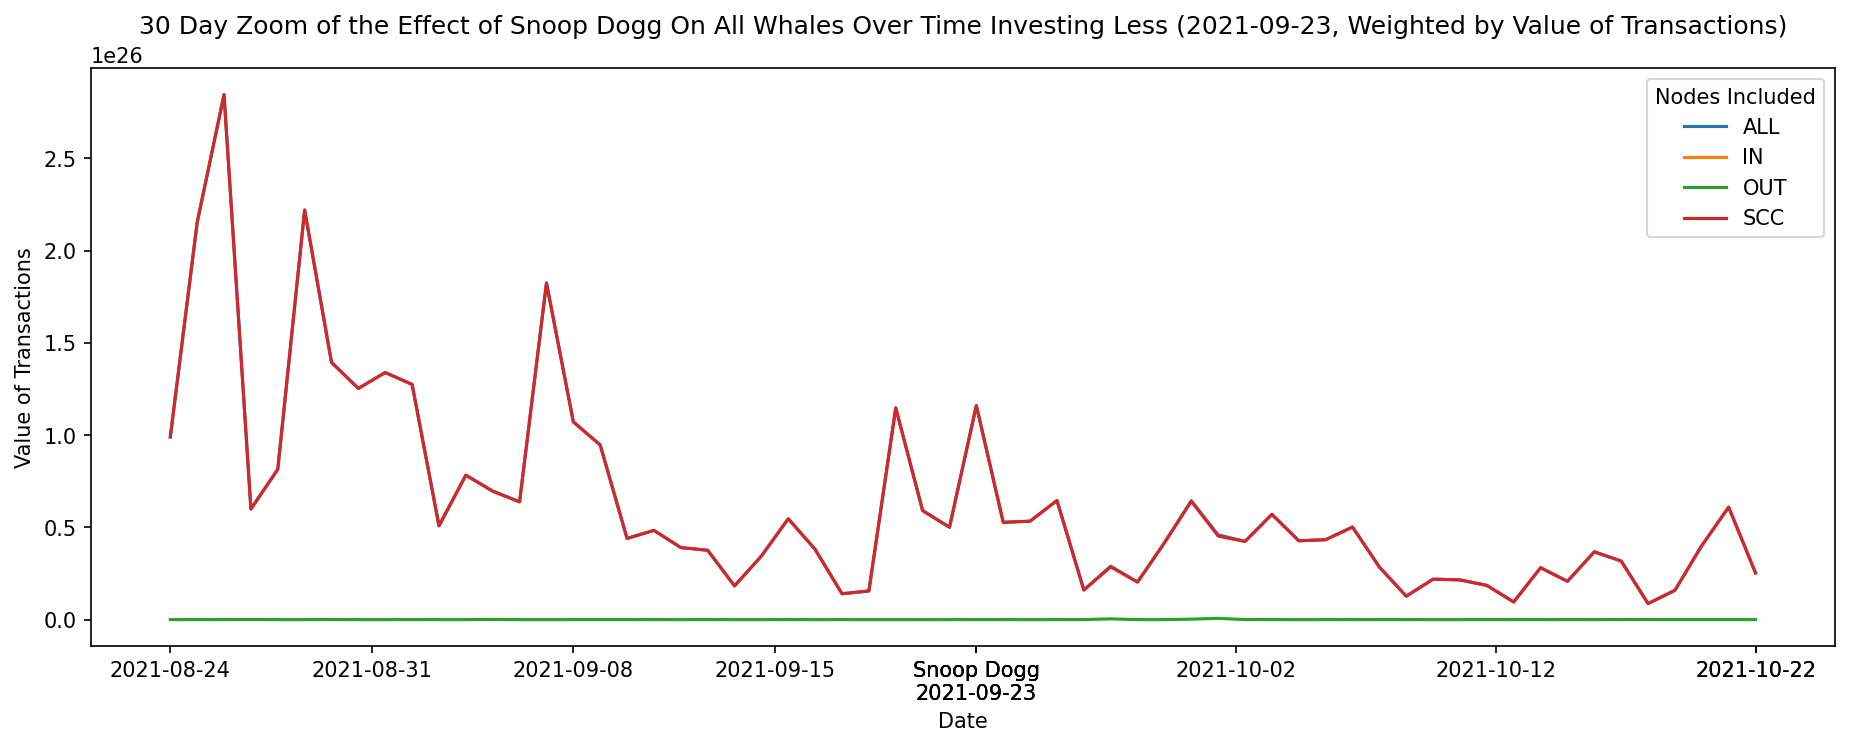 30 Day Zoom of the Effect of Snoop Dogg On All Whales Over Time Investing Less (2021-09-23, Weighted by Value of Transactions)
1e26
Nodes Included
ALL
IN
OUT
SCC
2.5
2.0
1.5
1.0
0.5
0.0
Value of Transactions
2021-08-24
2021-08-31
2021-09-08
2021-09-15
Snoop Dogg
2021-09-23
2021-10-02
2021-10-12
2021-10-22
Date